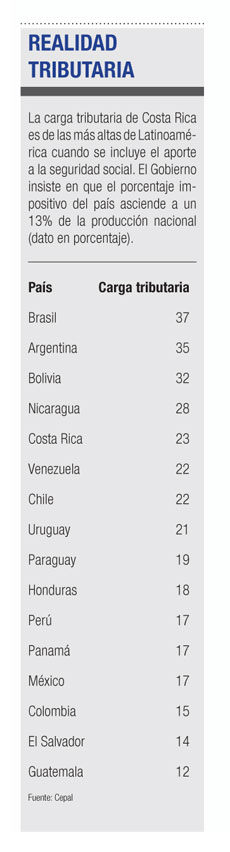 REALIDAD
TRIBUTARIA
La carga tributaria de Costa Rica
es de las más altas de Latinoamé-
rica cuando se incluye el aporte
a la seguridad social. El Gobierno
insiste en que el porcentaje im-
positivo del país asciende a un
13% de la producción nacional
(dato en porcentaje).
País Carga tributaria
Brasil 37
Argentina 35
Bolivia 32
Nicaragua 28
Costa Rica 23
Venezuela 22
Chile 22
Uruguay 21
Paraguay 19
Honduras 18
Perú 17
Panamá 17
México 17
Colombia 15
El Salvador 14
Guatemala 12
Fuente: Cepal